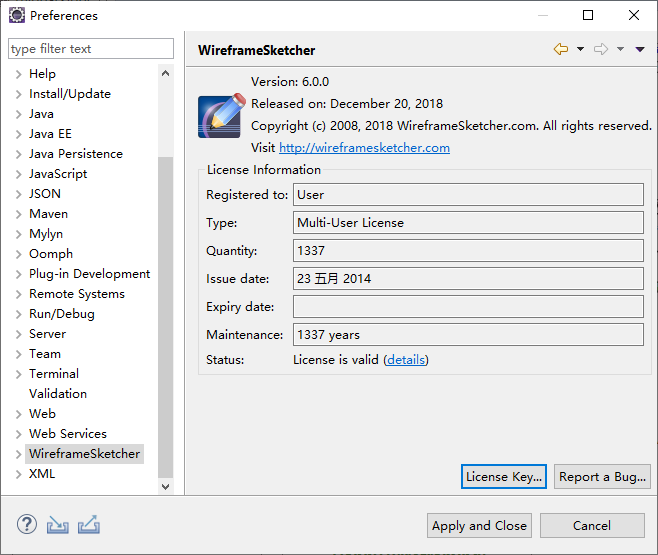 Preferences
type filter text
Help
Install/Update
Java
Java EE
Java Persistence
JavaScript
JSON
Maven
Mylyn
Oomph
Plug-in Development
Remote Systems
Run/Debug
Server
Team
Terminal
Validation
Web
Web Services
WireframeSketcher
XML
WireframeSketcher
Version: 6.0.0
Released on: December 20, 2018
Copyright (c) 2008, 2018 WireframeSketcher.com. All rights reserved.
Visit http://wireframesketcher.com
License Information
Registered to: User
Type: Multi-User License
Quantity: 1337
Issue date: 23 五月 2014
Expiry date:
Maintenance: 1337 years
Status: License is valid (details)
License Key... Report a Bug...
Apply and Close Cancel